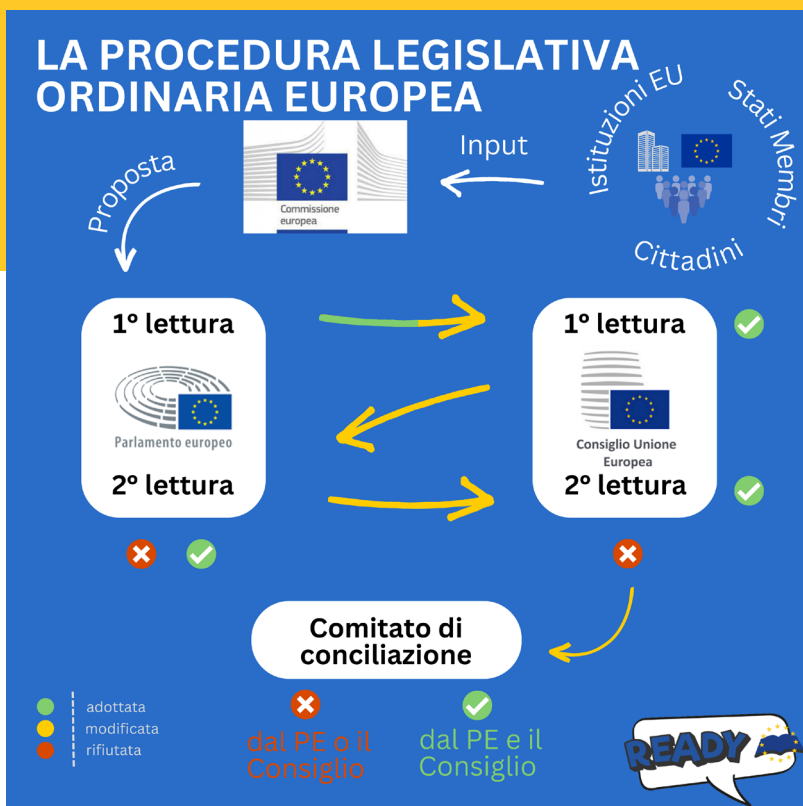 LA PROCEDURA LEGISLATIVA
ORDINARIA EUROPEA
Istituzioni EU
Stati Membri
Cittadini
Input
Commissione
europea
Proposta
1° lettura
Parlamento europeo
2° lettura
1° lettura
Consiglio Unione
Europea
2° lettura
Comitato di
conciliazione
dal PE o il
Consiglio
dal PE e il
Consiglio
adottata
modificata
rifiutata
READY